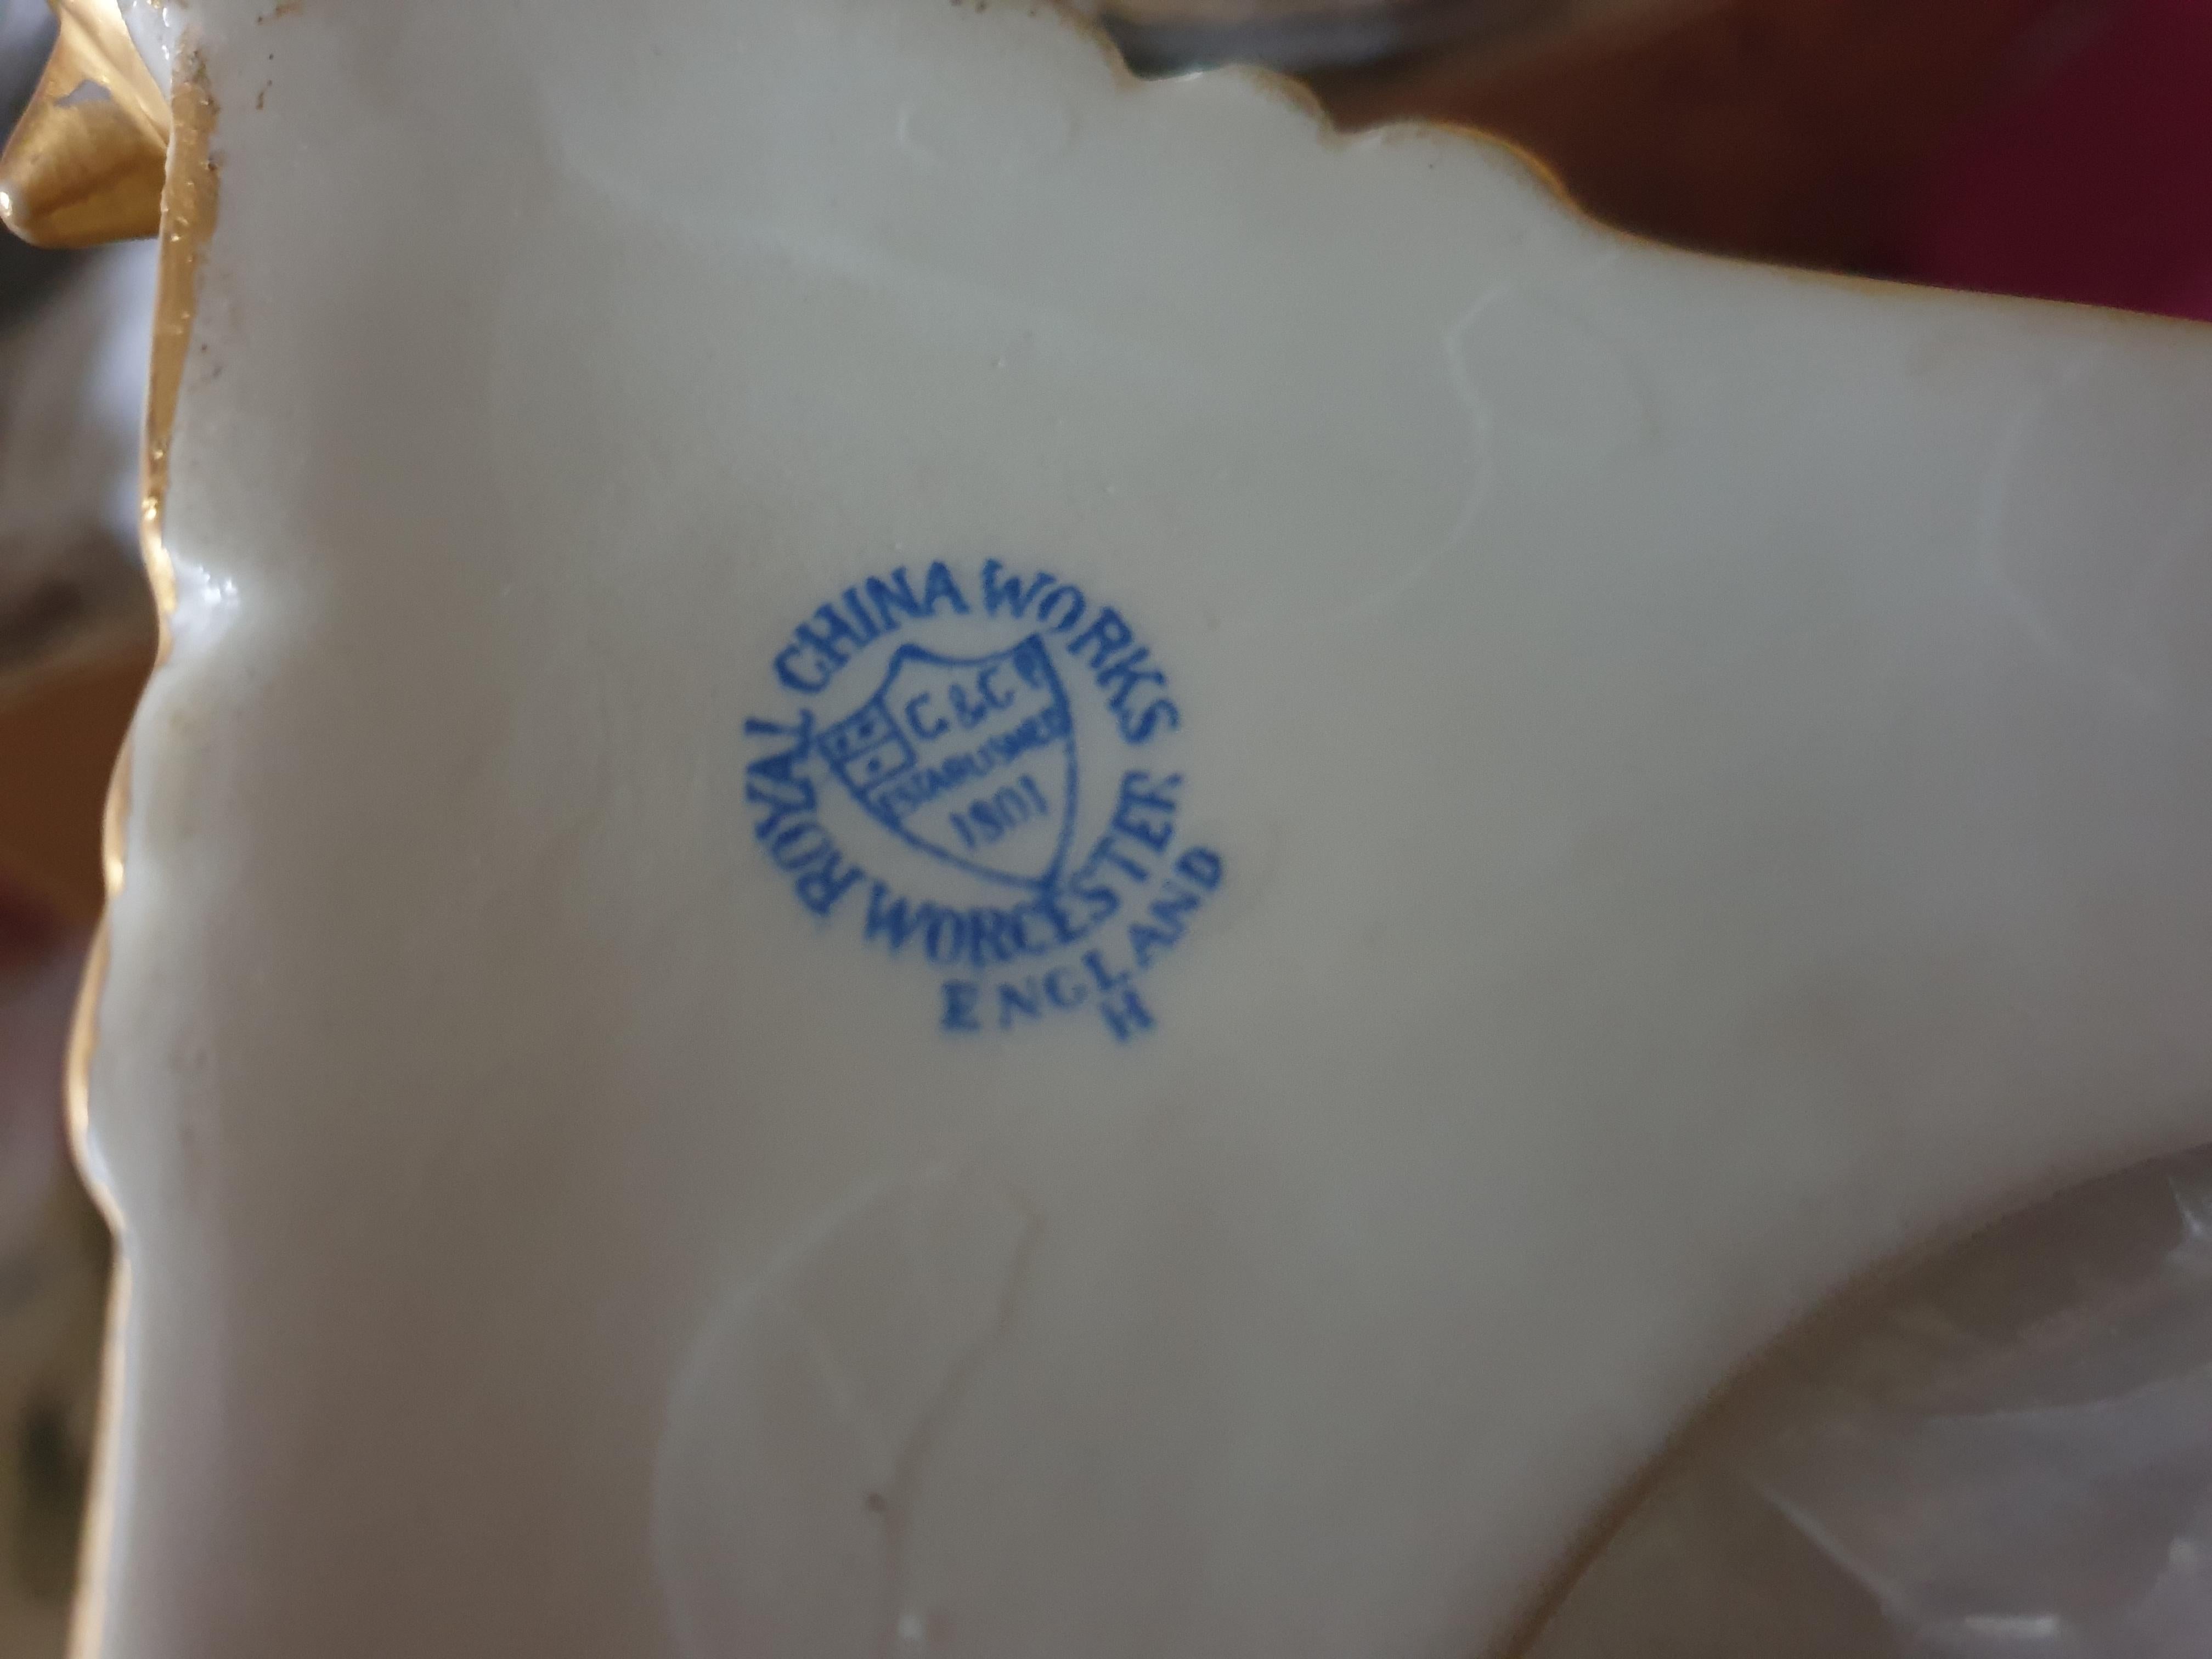 ROYAL CHINA WORKS
G. & Co
ESTABLISHED
1801
WORCESTER
ENGLAND
H